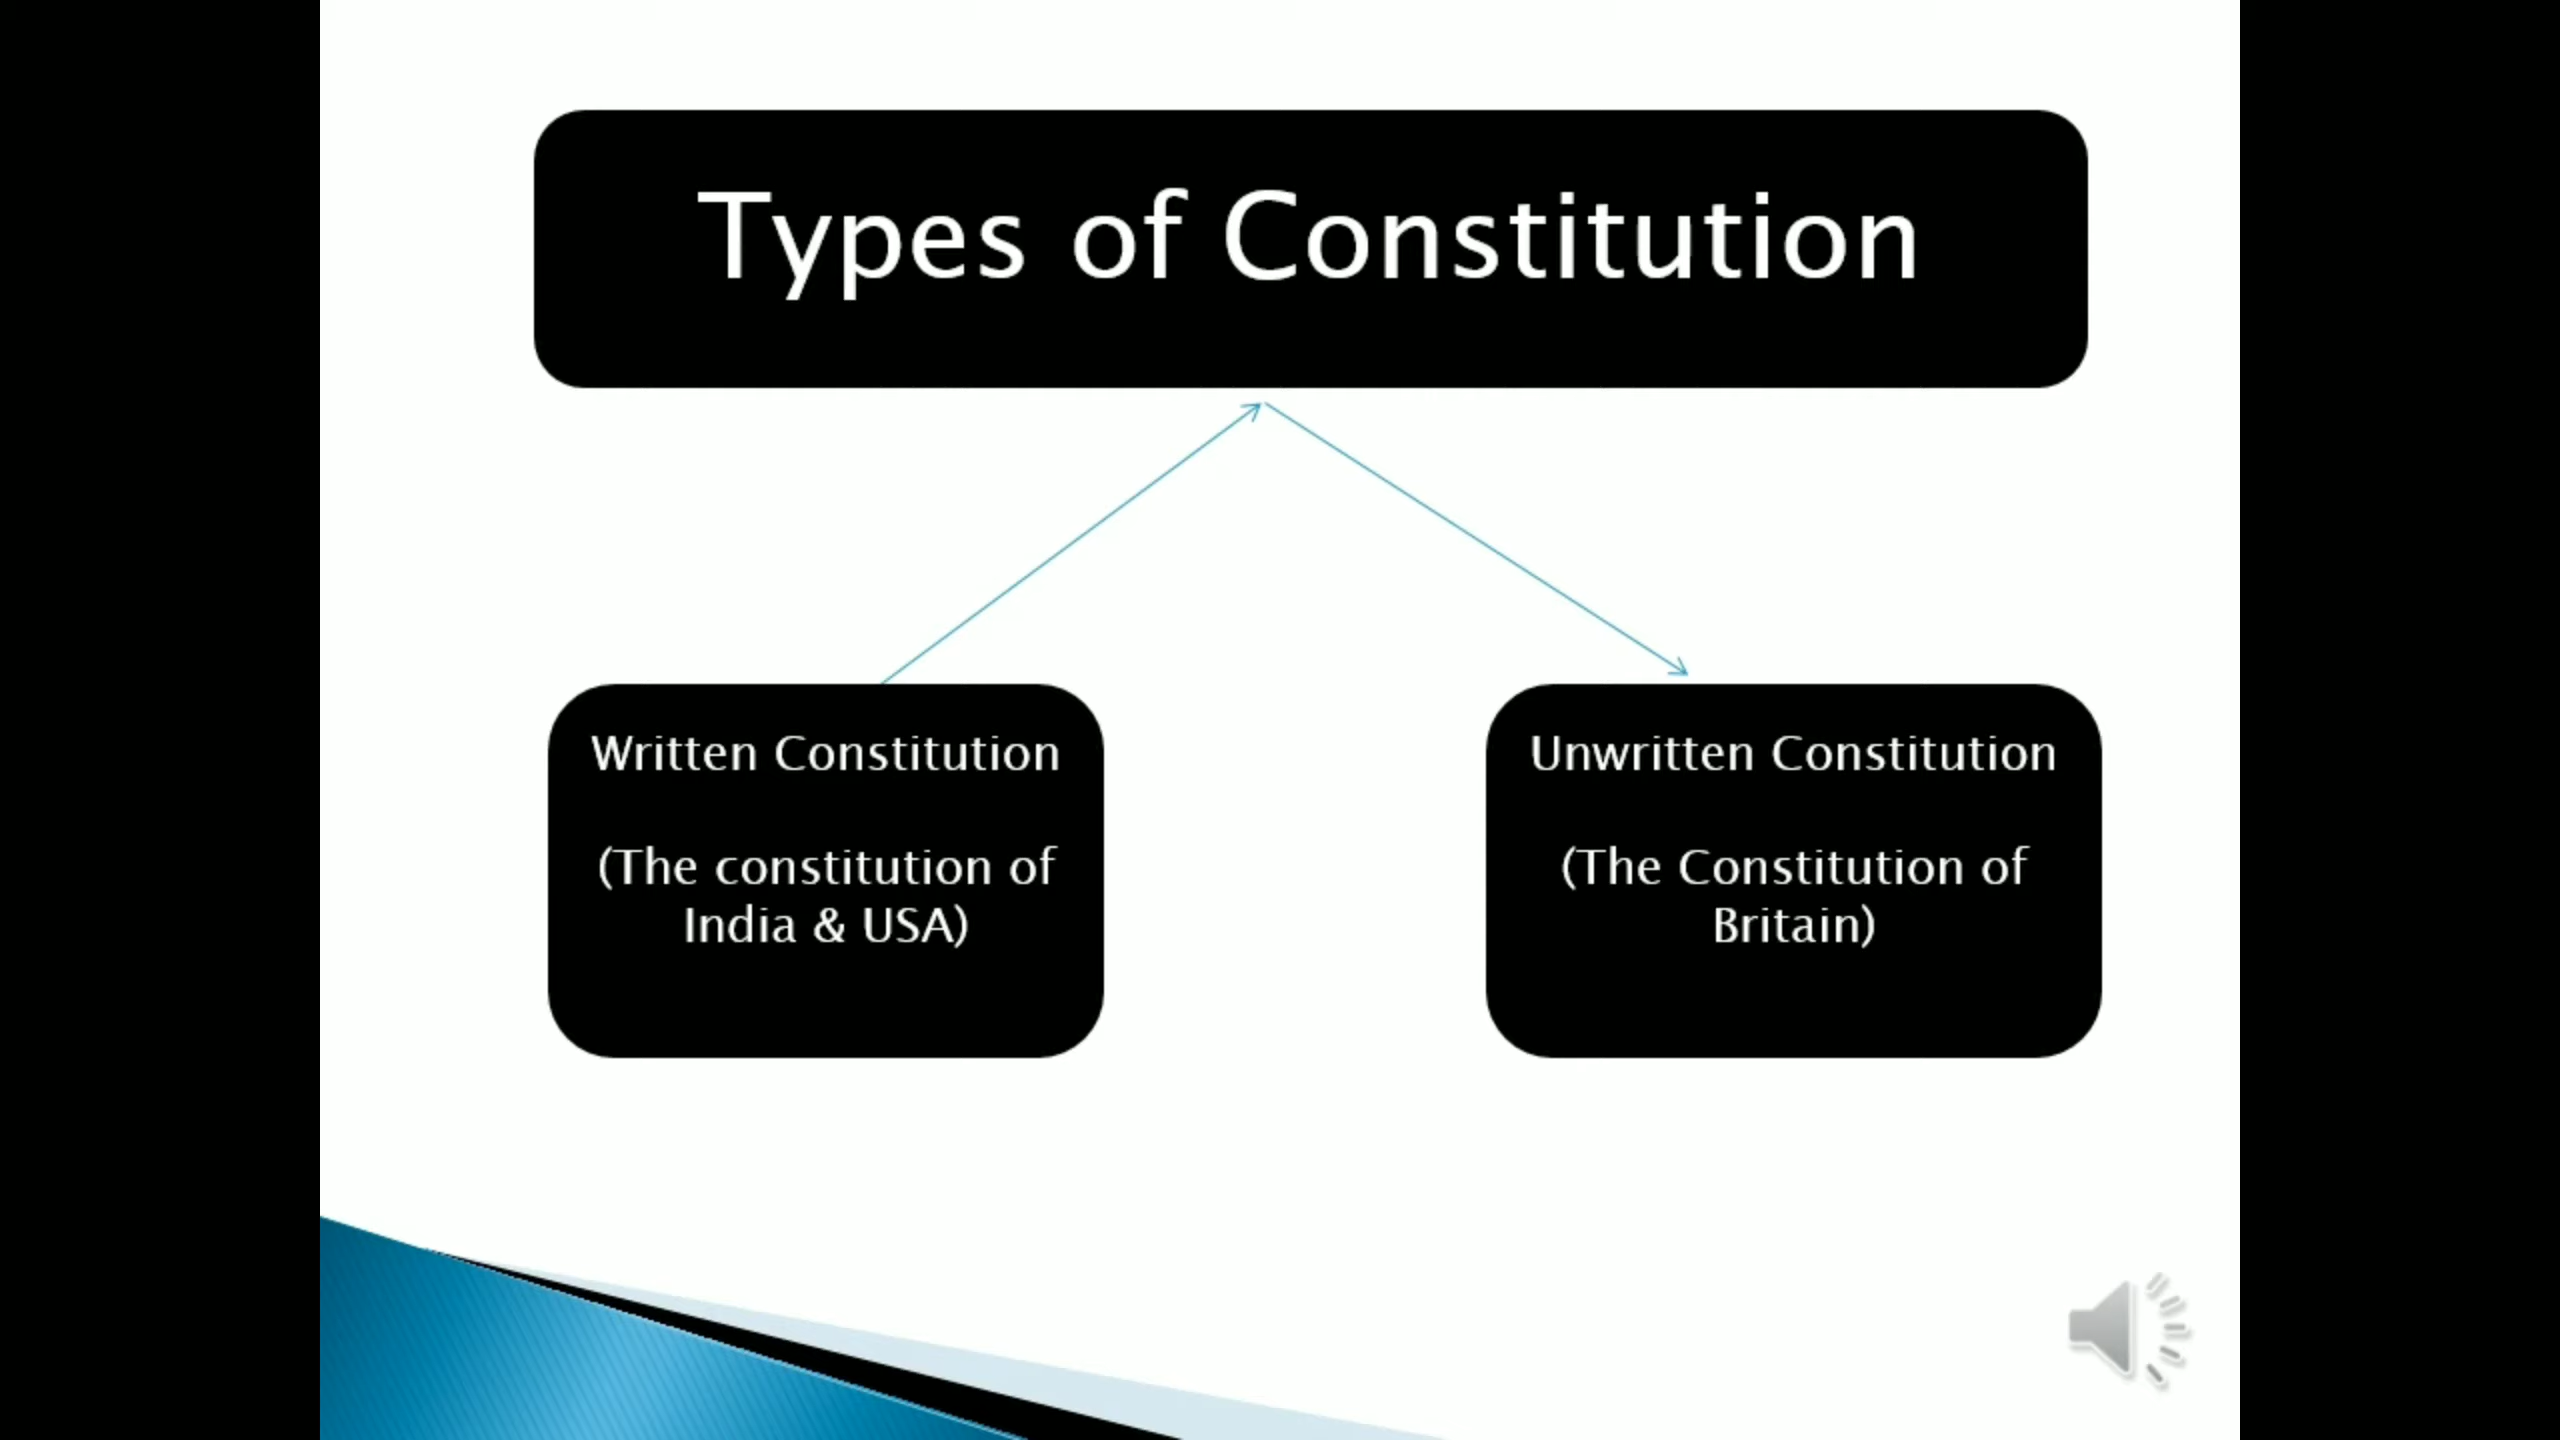 Types of Constitution
Written Constitution
(The constitution of
India & USA)
Unwritten Constitution
(The Constitution of
Britain)